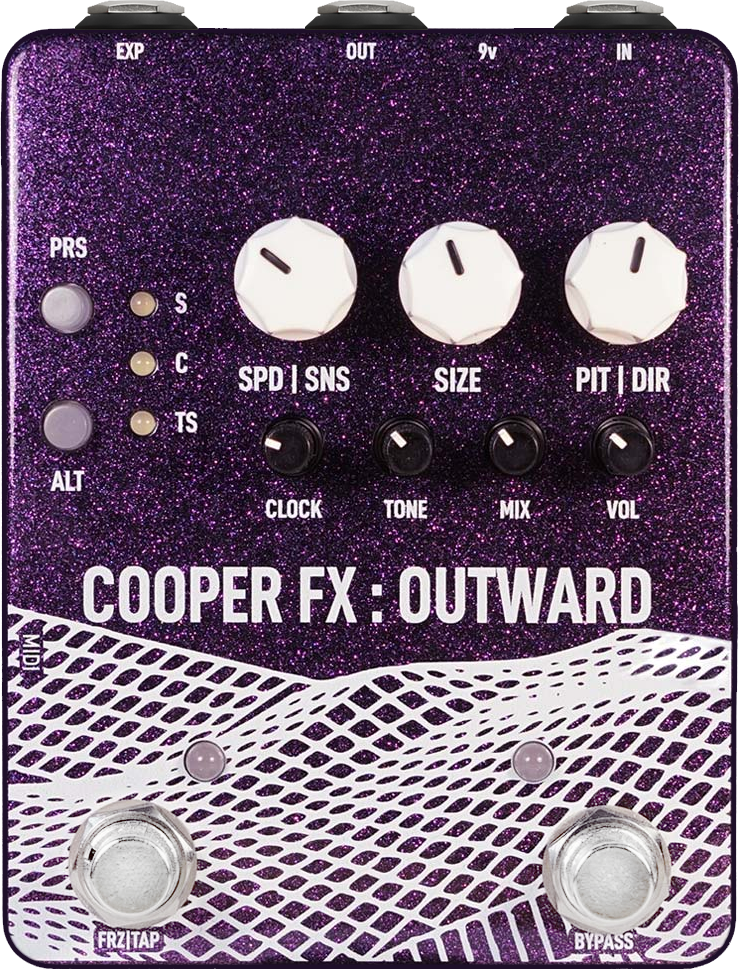 EXP OUT 9v IN
PRS
S
C
TS
ALT
SPD | SNS SIZE PIT | DIR
CLOCK TONE MIX VOL
COOPER FX : OUTWARD
MIDI
FRZ|TAP BYPASS